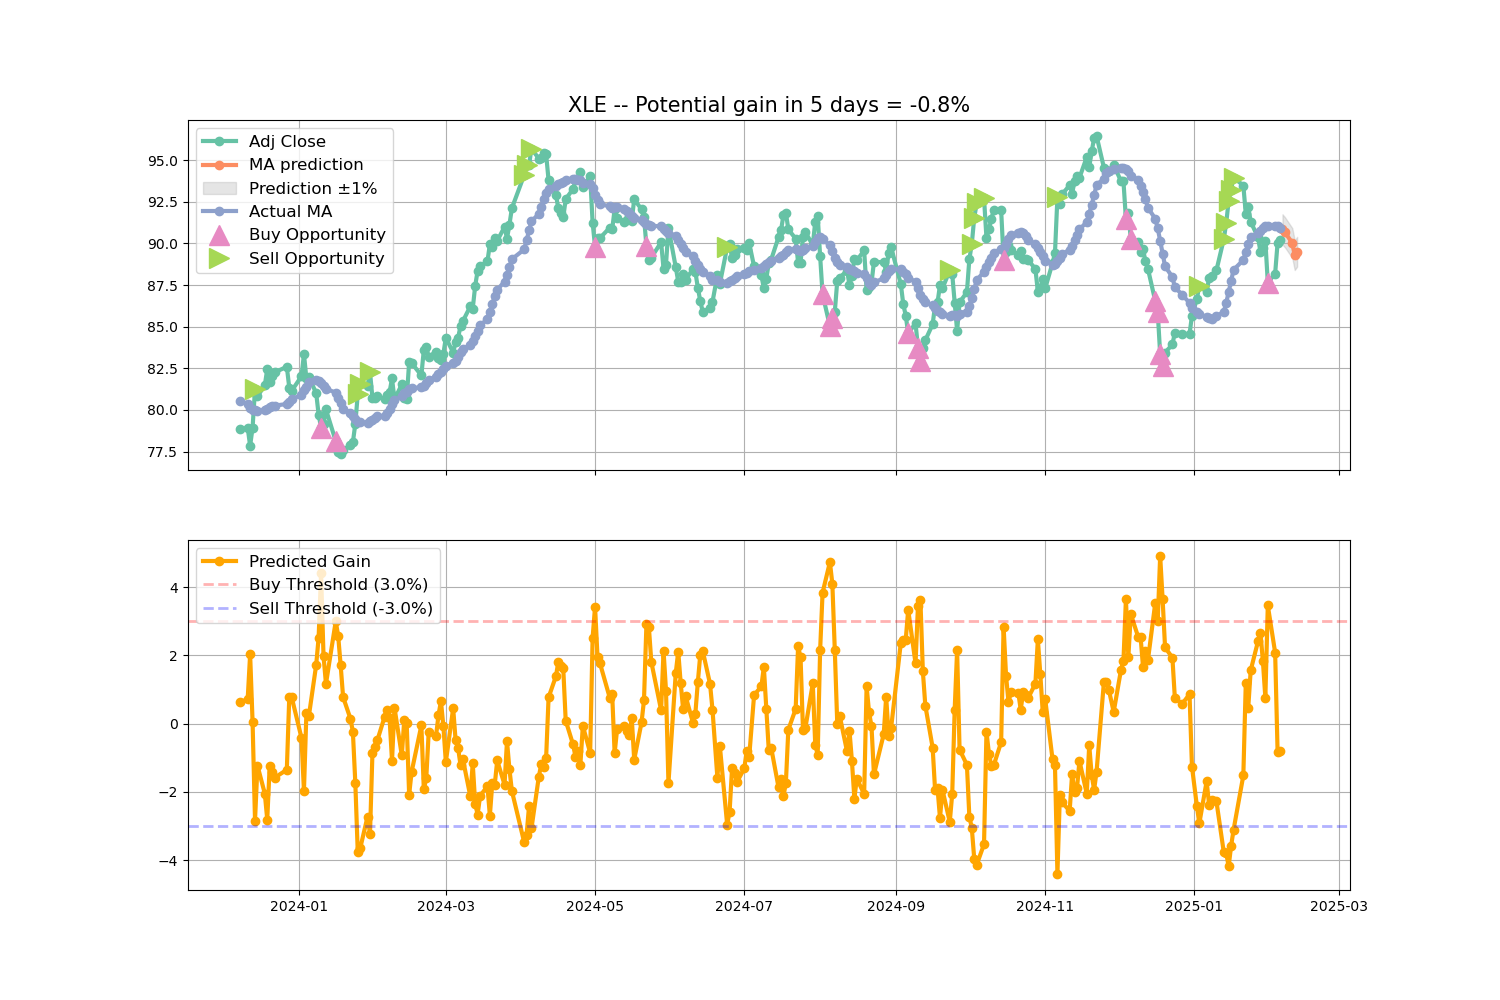 XLE -- Potential gain in 5 days = -0.8%
Adj Close
MA prediction
Prediction ±1%
Actual MA
Buy Opportunity
Sell Opportunity
95.0
92.5
90.0
87.5
85.0
82.5
80.0
77.5
Predicted Gain
Buy Threshold (3.0%)
Sell Threshold (-3.0%)
4
2
0
−2
−4
2024-01 2024-03 2024-05 2024-07 2024-09 2024-11 2025-01 2025-03